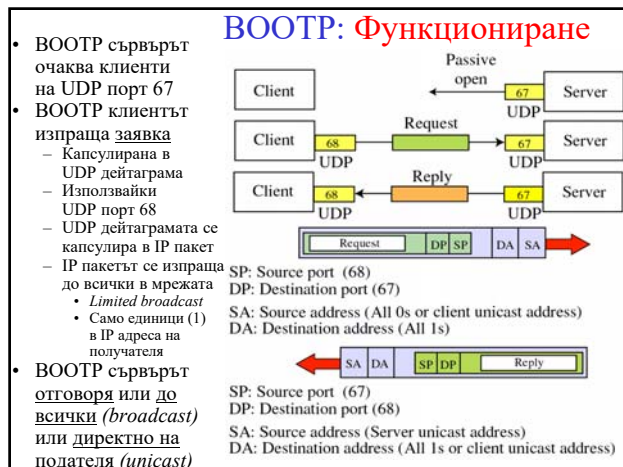 BOOTP: Функциониране
• BOOTP сървърът
очаква клиенти
на UDP порт 67
• BOOTP клиентът
изпраща заявка
– Капсулирана в
UDP дейтаграма
– Използвайки
UDP порт 68
– UDP дейтаграмата се
капсулира в IP пакет
– IP пакетът се изпраща
до всички в мрежата
• Limited broadcast
• Само единици (1)
в IP адреса на
получателя
• BOOTP сървърът
отговоря или до
всички (broadcast)
или директно на
подателя (unicast)
Passive
open
Client
67
Server
UDP
Client
68
Request
67
Server
UDP
UDP
Client
68
Reply
67
Server
UDP
UDP
Request
DP
SP
DA
SA
SP: Source port (68)
DP: Destination port (67)
SA: Source address (All 0s or client unicast address)
DA: Destination address (All 1s)
SA
DA
SP
DP
Reply
SP: Source port (67)
DP: Destination port (68)
SA: Source address (Server unicast address)
DA: Destination address (All 1s or client unicast address)